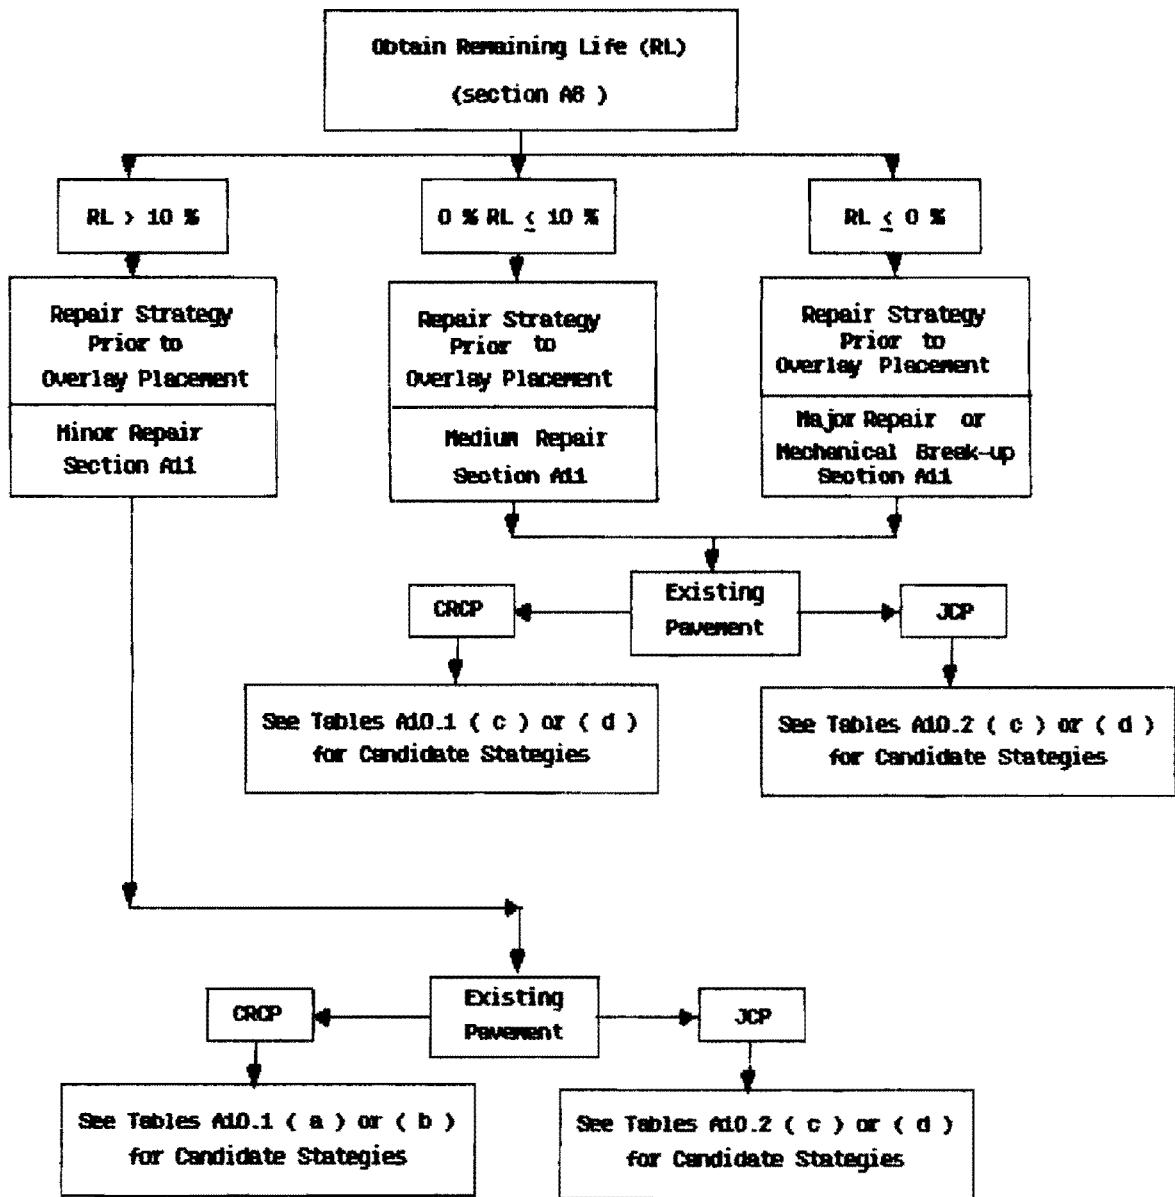 Obtain Remaining Life (RL)
(section A6 )
RL > 10 %
0 % RL ≤ 10 %
RL ≤ 0 %
Repair Strategy
Prior to
Overlay Placement
Minor Repair
Section A11
Repair Strategy
Prior to
Overlay Placement
Medium Repair
Section A11
Repair Strategy
Prior to
Overlay Placement
Major Repair or
Mechanical Break-up
Section A11
Existing
Pavement
CRCP
JCP
See Tables A10.1 ( c ) or ( d )
for Candidate Stategies
See Tables A10.2 ( c ) or ( d )
for Candidate Stategies
Existing
Pavement
CRCP
JCP
See Tables A10.1 ( a ) or ( b )
for Candidate Stategies
See Tables A10.2 ( c ) or ( d )
for Candidate Stategies